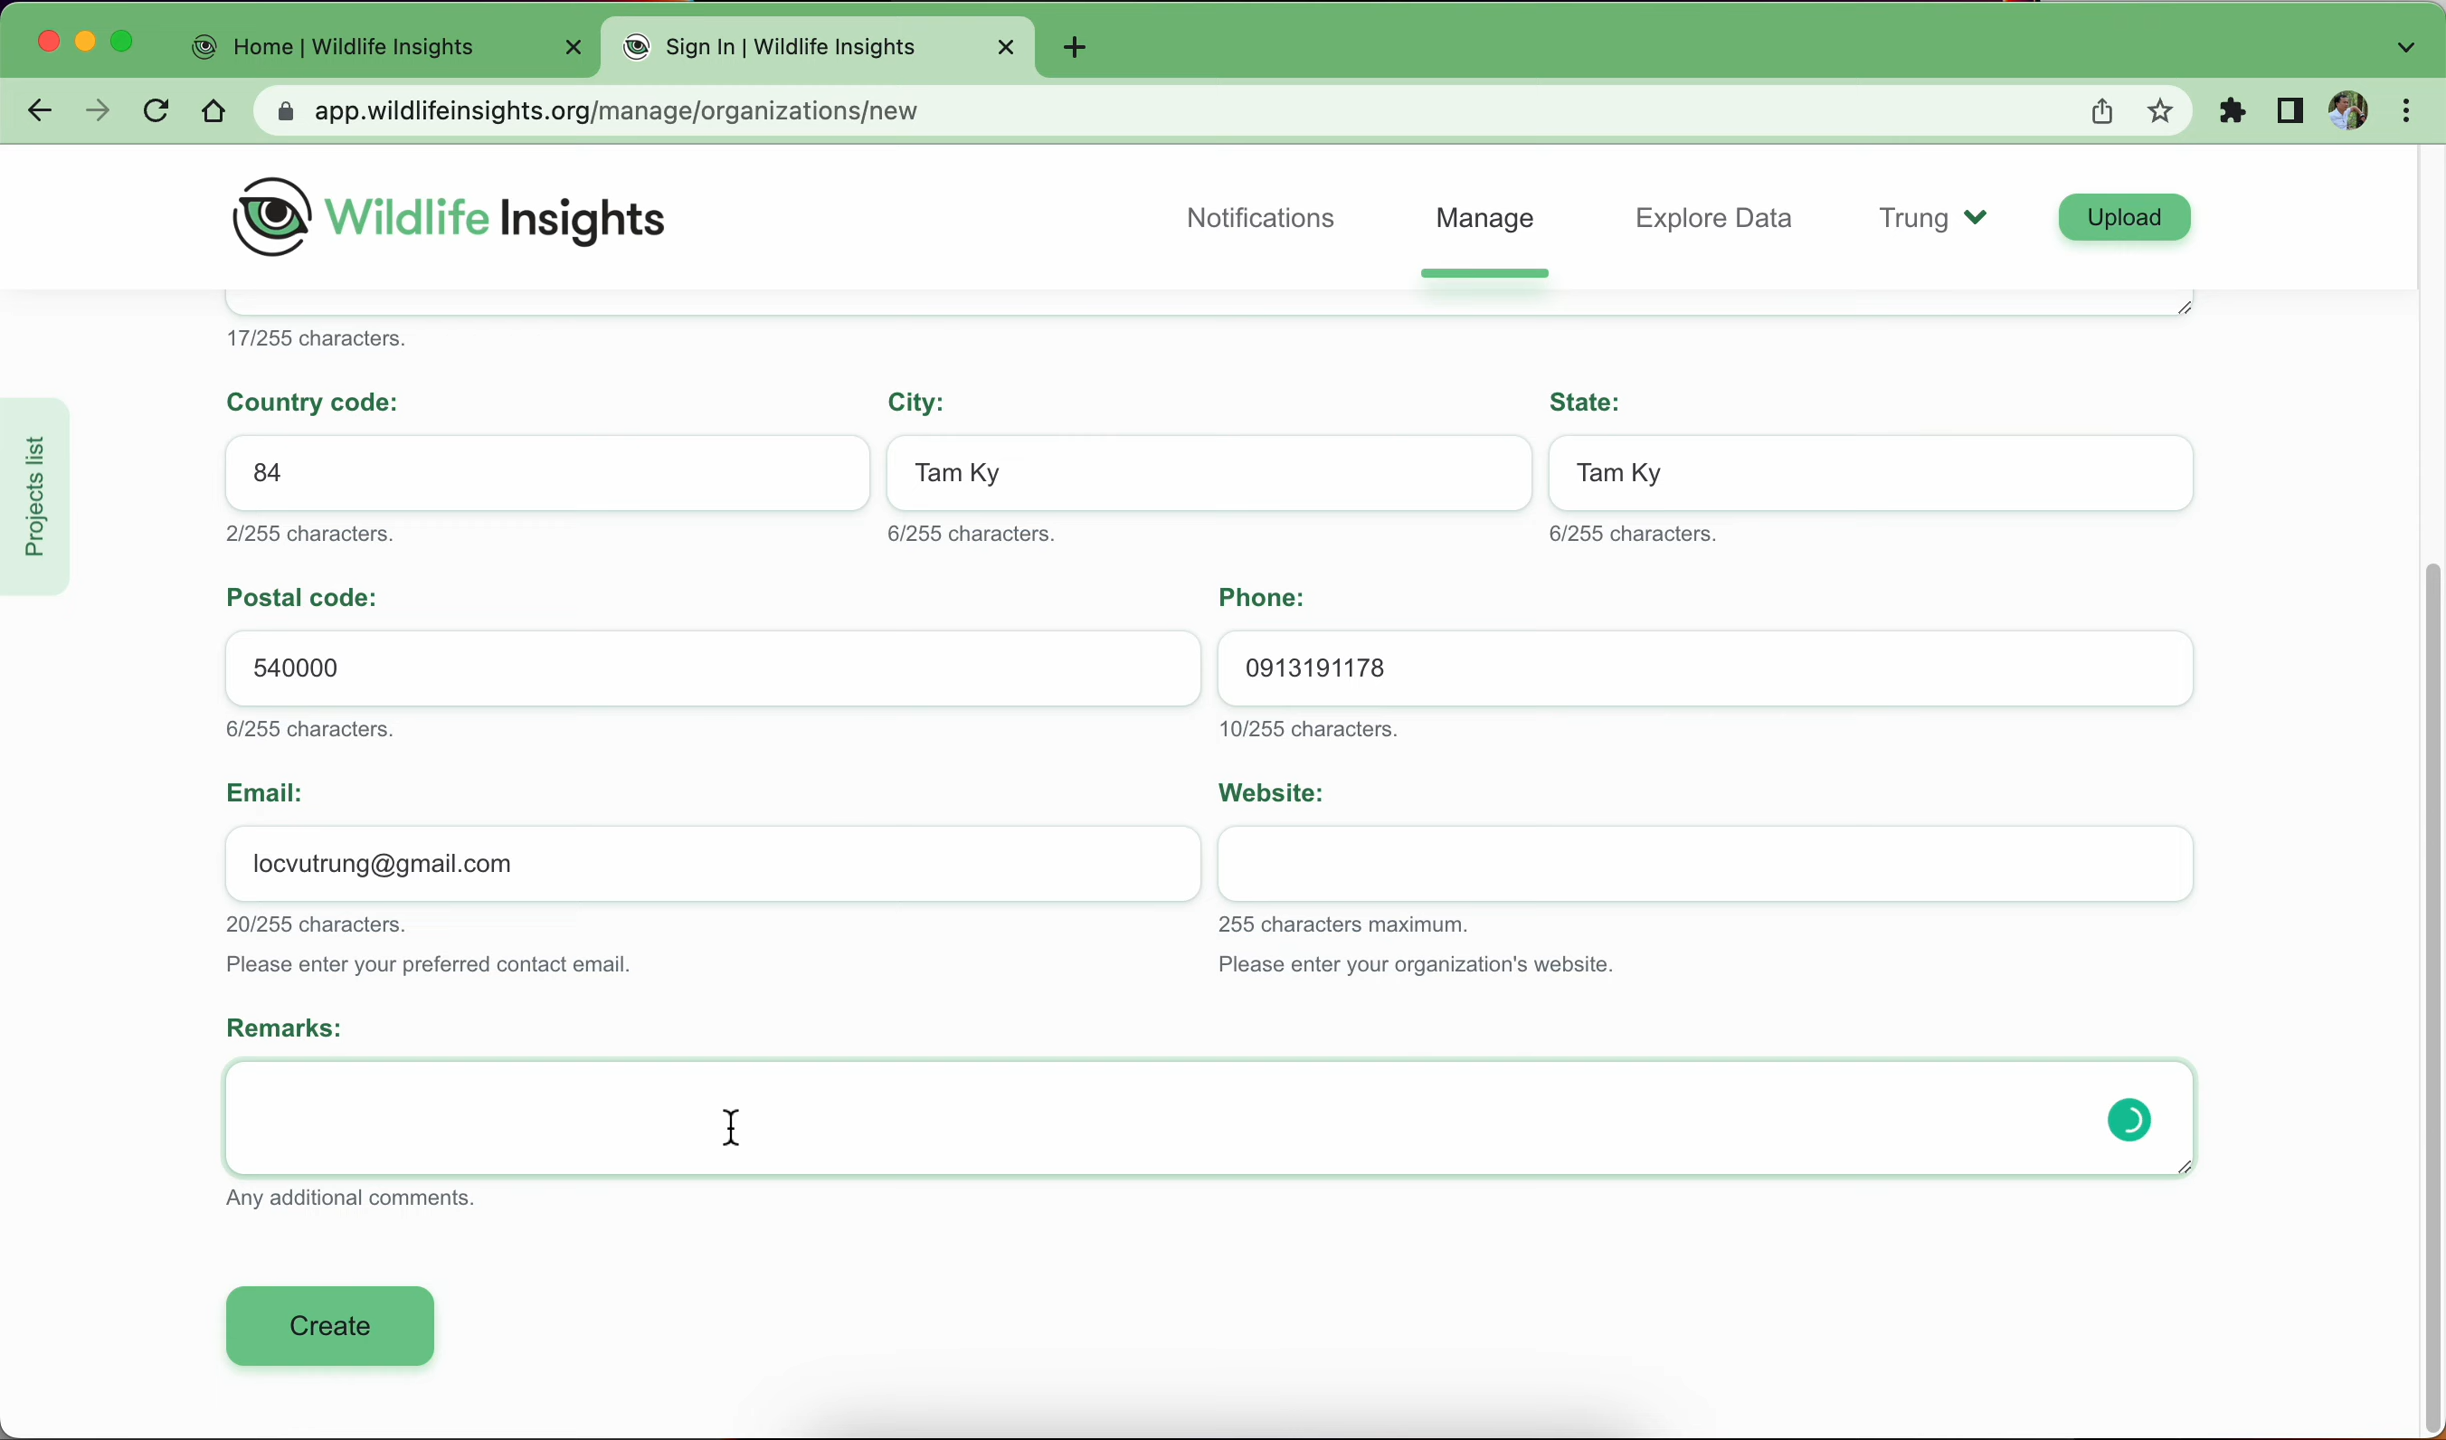 Home | Wildlife Insights
Sign In | Wildlife Insights
app.wildlifeinsights.org/manage/organizations/new
Wildlife Insights
Notifications
Manage
Explore Data
Trung
Upload
17/255 characters.
Projects list
Country code:
City:
State:
84
Tam Ky
Tam Ky
2/255 characters.
6/255 characters.
6/255 characters.
Postal code:
Phone:
540000
0913191178
6/255 characters.
10/255 characters.
Email:
Website:
locvutrung@gmail.com
20/255 characters.
255 characters maximum.
Please enter your preferred contact email.
Please enter your organization's website.
Remarks:
Any additional comments.
Create